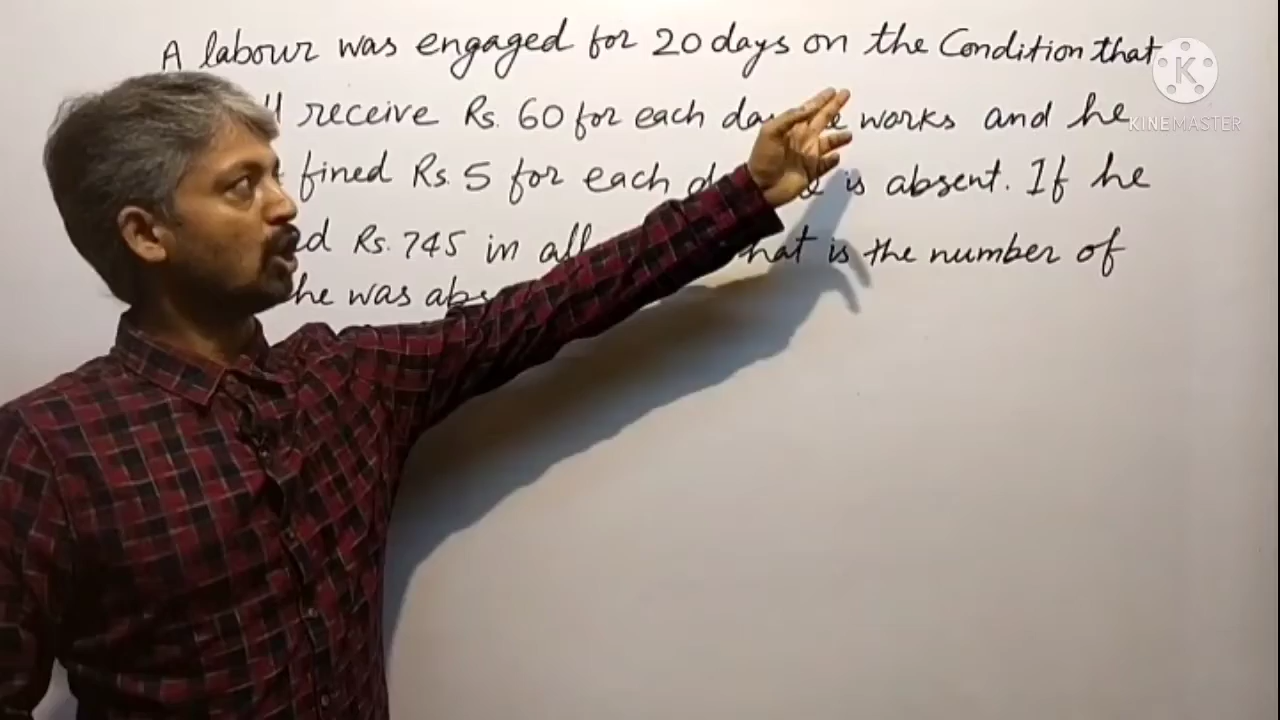 A labour was engaged for 20 days on the Condition that
receive Rs. 60 for each works and he
fined Rs. 5 for each is absent. If he
Rs. 745 in all is the number of
he was
K
KINEMASTER